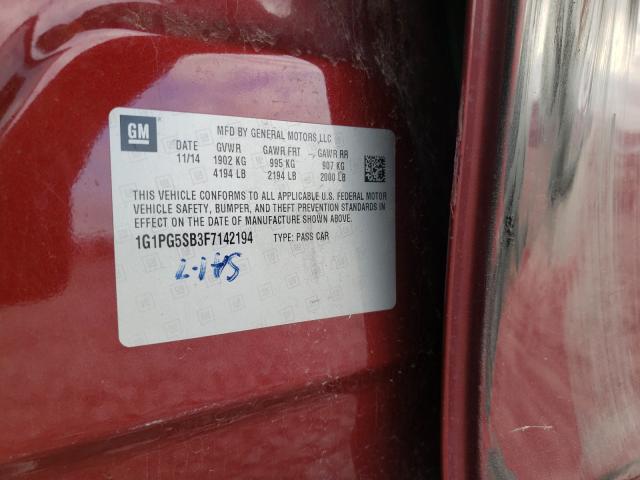 GM
MFD BY GENERAL MOTORS,LLC
DATE GVWR GAWR FRT GAWR RR
11/14 1902 KG 995 KG 907 KG
4194 LB 2194 LB 2000 LB
THIS VEHICLE CONFORMS TO ALL APPLICABLE U.S. FEDERAL MOTOR
VEHICLE SAFETY, BUMPER, AND THEFT PREVENTION STANDARDS IN
EFFECT ON THE DATE OF MANUFACTURE SHOWN ABOVE.
1G1PG5SB3F7142194 TYPE: PASS CAR